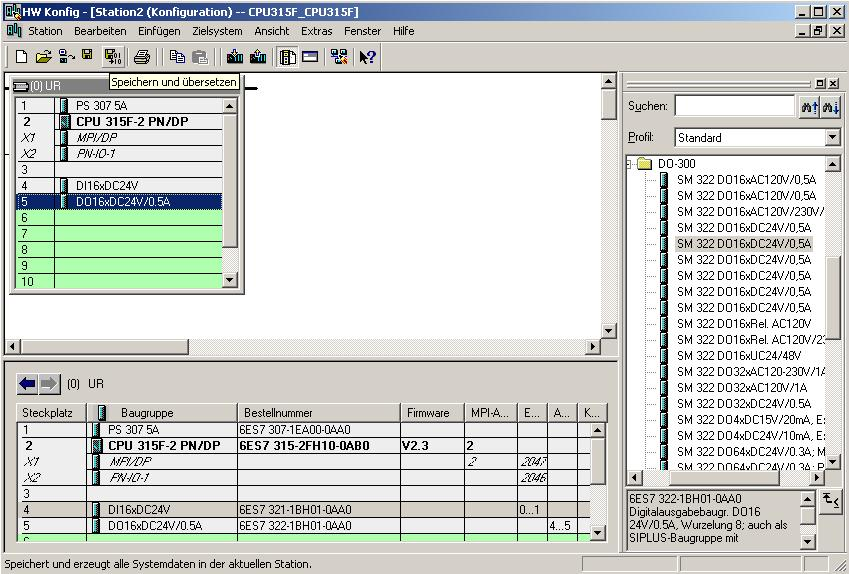 HW Konfig - [Station2 (Konfiguration) -- CPU315F_CPU315F]
Station Bearbeiten Einfügen Zielsystem Ansicht Extras Fenster Hilfe
Speichern und übersetzen
(0) UR
1 PS 307 5A
2 CPU 315F-2 PN/DP
X1 MPI/DP
X2 PN-IO-1
3
4 DI16xDC24V
5 DO16xDC24V/0.5A
6
7
8
9
10
Suchen:
Profil: Standard
DO-300
SM 322 DO16xAC120V/0,5A
SM 322 DO16xAC120V/0,5A
SM 322 DO16xAC120V/230V/
SM 322 DO16xDC24V/0,5A
SM 322 DO16xDC24V/0,5A
SM 322 DO16xDC24V/0,5A
SM 322 DO16xDC24V/0,5A
SM 322 DO16xDC24V/0,5A
SM 322 DO16xDC24V/0,5A
SM 322 DO16xRel. AC120V
SM 322 DO16xRel. AC120V/23
SM 322 DO16xUC24/48V
SM 322 DO32xAC120-230V/1A
SM 322 DO32xAC120V/1A
SM 322 DO32xDC24V/0.5A
SM 322 DO4xDC15V/20mA, Ex
SM 322 DO4xDC24V/10mA, Ex
SM 322 DO64xDC24V/0.3A; M
SM 322 DO64xDC24V/0.3A; P
6ES7 322-1BH01-0AA0
Digitalausgabebaugr. DO16
24V/0.5A, Wurzelung 8; auch als
SIPLUS-Baugruppe mit
(0) UR
Steckplatz Baugruppe Bestellnummer Firmware MPI-A... E... A... K...
1 PS 307 5A 6ES7 307-1EA00-0AA0
2 CPU 315F-2 PN/DP 6ES7 315-2FH10-0AB0 V2.3 2
X1 MPI/DP 2 2047
X2 PN-IO-1 2046
3
4 DI16xDC24V 6ES7 321-1BH01-0AA0 0...1
5 DO16xDC24V/0.5A 6ES7 322-1BH01-0AA0 4...5
Speichert und erzeugt alle Systemdaten in der aktuellen Station.